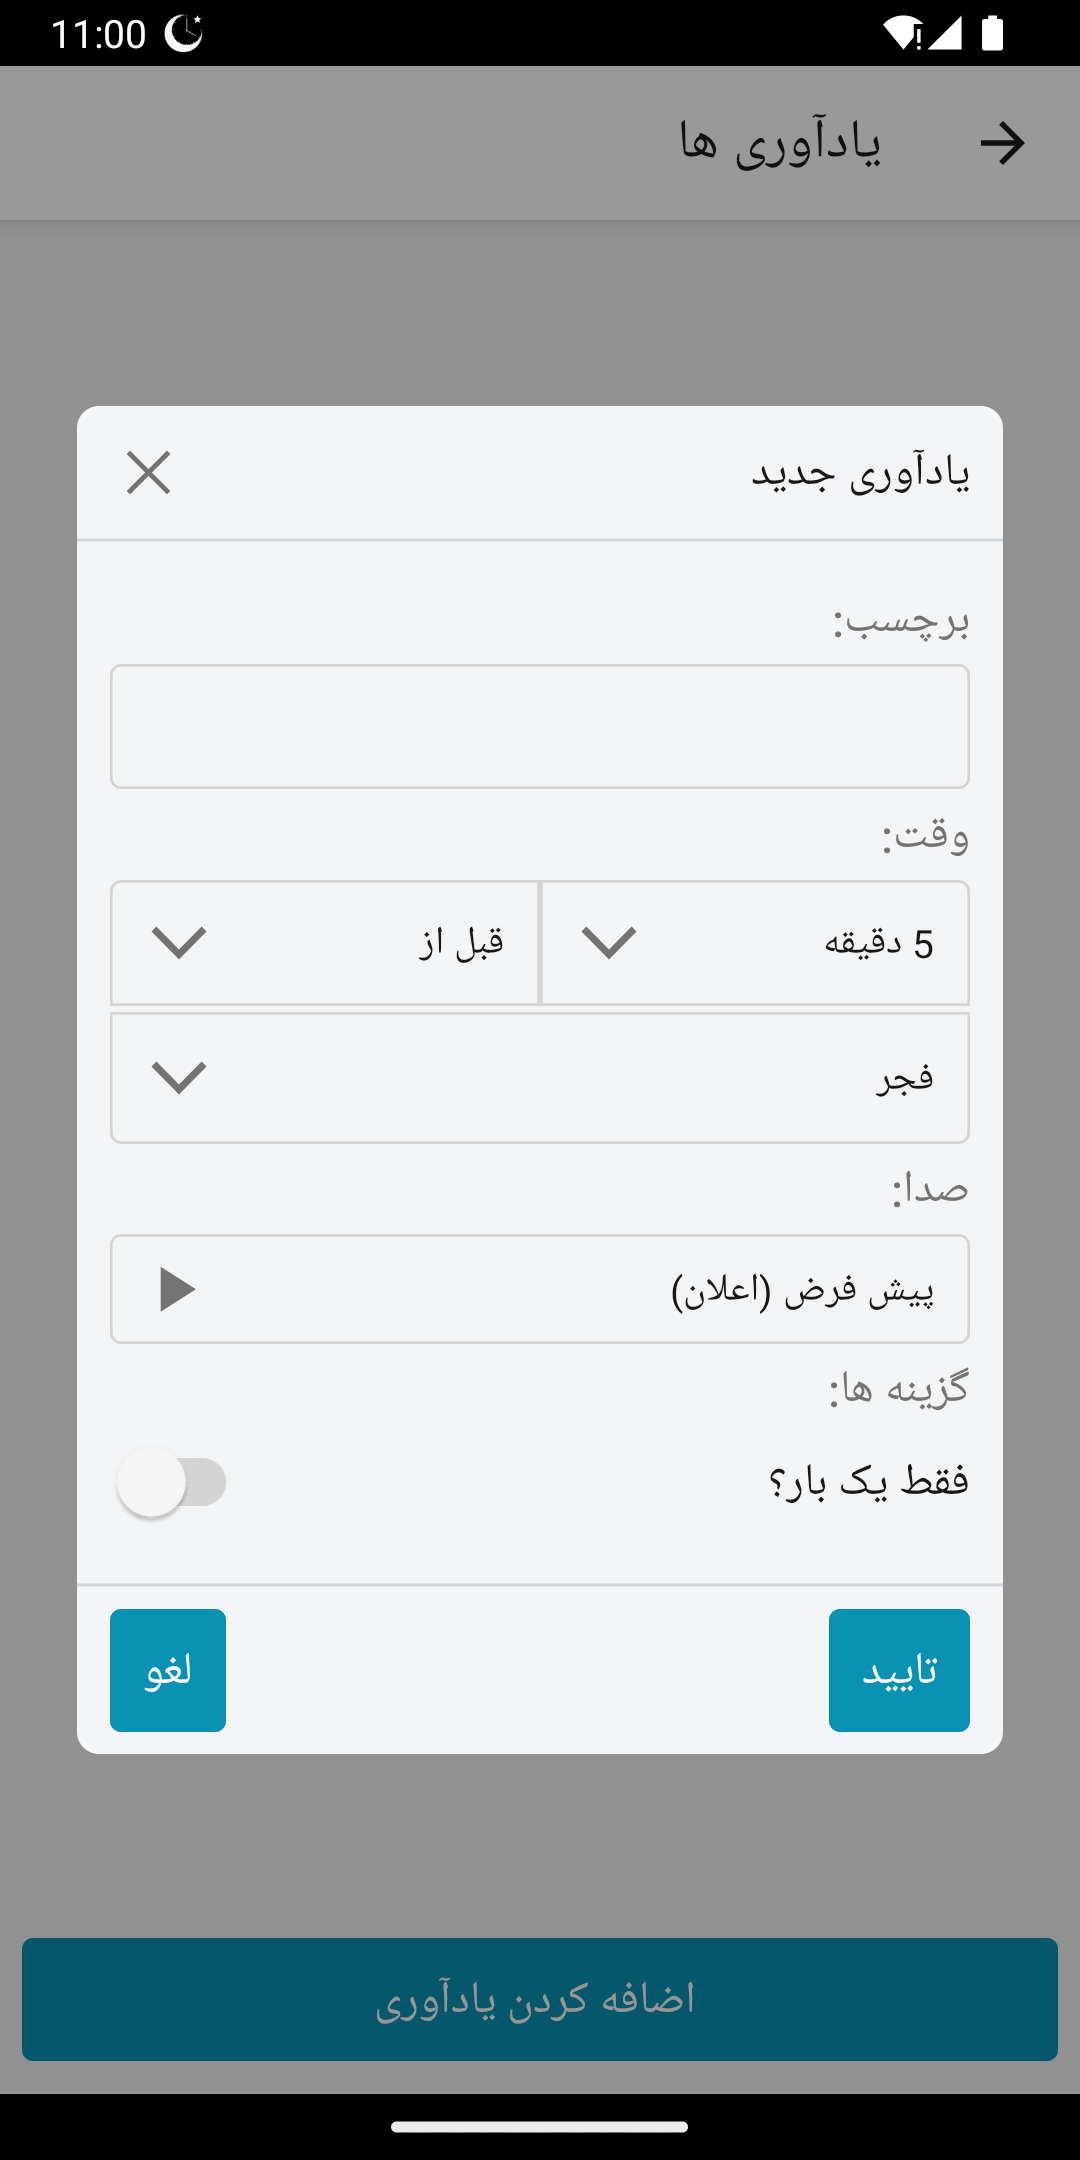 11:00
یادآوری ها
یادآوری جدید
برچسب:
وقت:
5 دقیقه
قبل از
فجر
صدا:
پیش فرض (اعلان)
گزینه ها:
فقط یک بار؟
تایید
لغو
اضافه کردن یادآوری